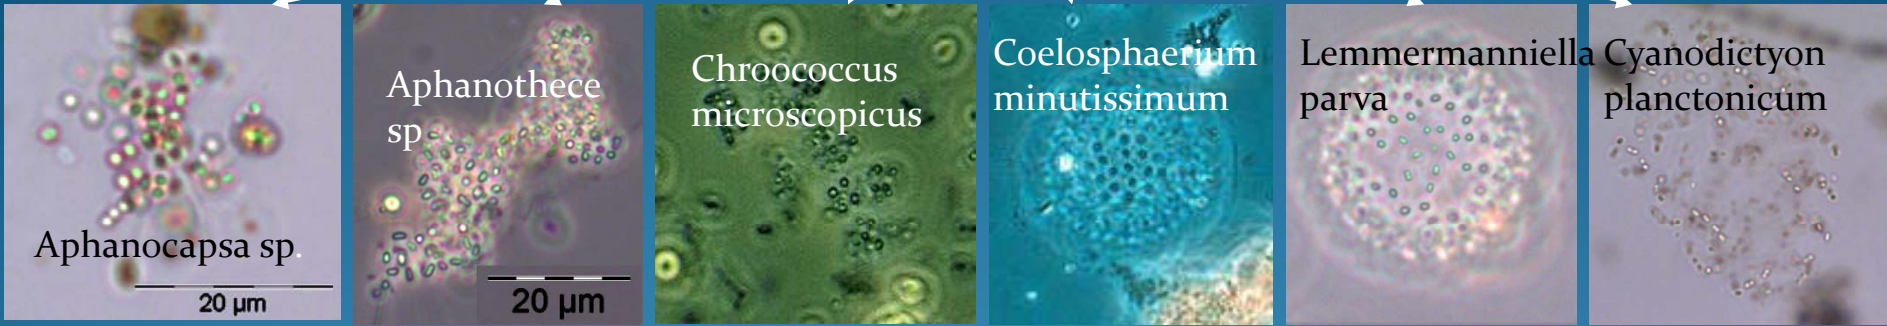 Aphanocapsa sp.
20 µm
Aphanothece
sp
20 µm
Chroococcus
microscopicus
Coelosphaerium
minutissimum
Lemmermanniella
parva
Cyanodictyon
planctonicum